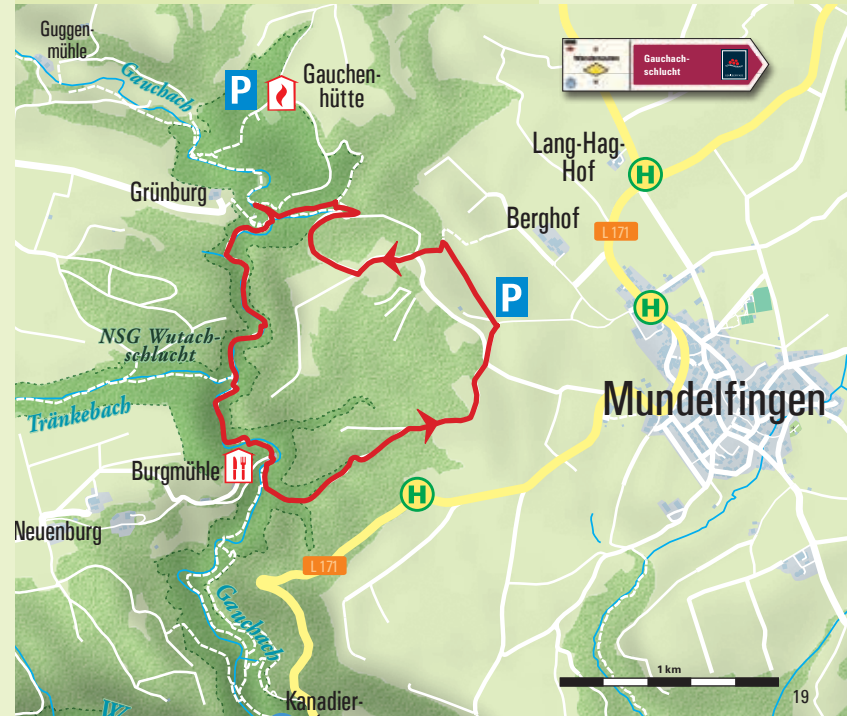 Guggen-
mühle
Gauchach
P
Gauchen-
hütte
Gauchach-
schlucht
Lang-Hag-
Hof
H
Grünburg
Berghof
L 171
P
H
NSG Wutach-
schlucht
Mundelfingen
Tränkebach
Burgmühle
H
Neuenburg
L 171
Gauchach
1 km
Kanadier-
19
W